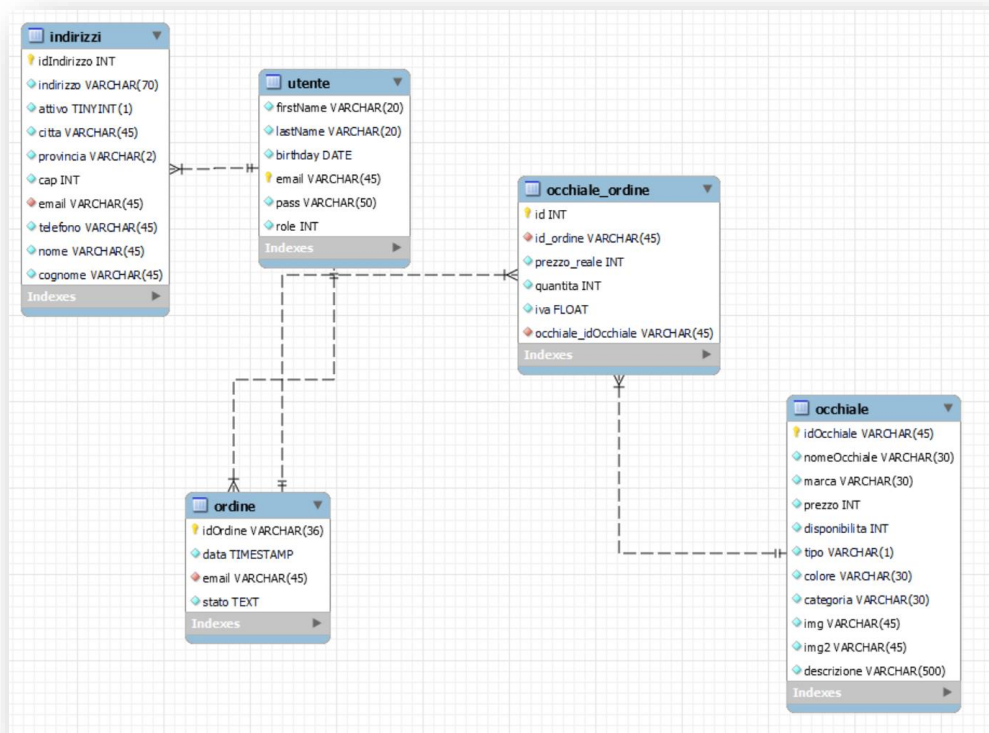 indirizzi
idIndirizzo INT
indirizzo VARCHAR(70)
attivo TINYINT(1)
citta VARCHAR(45)
provincia VARCHAR(2)
cap INT
email VARCHAR(45)
telefono VARCHAR(45)
nome VARCHAR(45)
cognome VARCHAR(45)
Indexes
utente
firstName VARCHAR(20)
lastName VARCHAR(20)
birthday DATE
email VARCHAR(45)
pass VARCHAR(50)
role INT
Indexes
occhiale_ordine
id INT
id_ordine VARCHAR(45)
prezzo_reale INT
quantita INT
iva FLOAT
occhiale_idOcchiale VARCHAR(45)
Indexes
occhiale
idOcchiale VARCHAR(45)
nomeOcchiale VARCHAR(30)
marca VARCHAR(30)
prezzo INT
disponibilita INT
tipo VARCHAR(1)
colore VARCHAR(30)
categoria VARCHAR(30)
img VARCHAR(45)
img2 VARCHAR(45)
descrizione VARCHAR(500)
Indexes
ordine
idOrdine VARCHAR(36)
data TIMESTAMP
email VARCHAR(45)
stato TEXT
Indexes